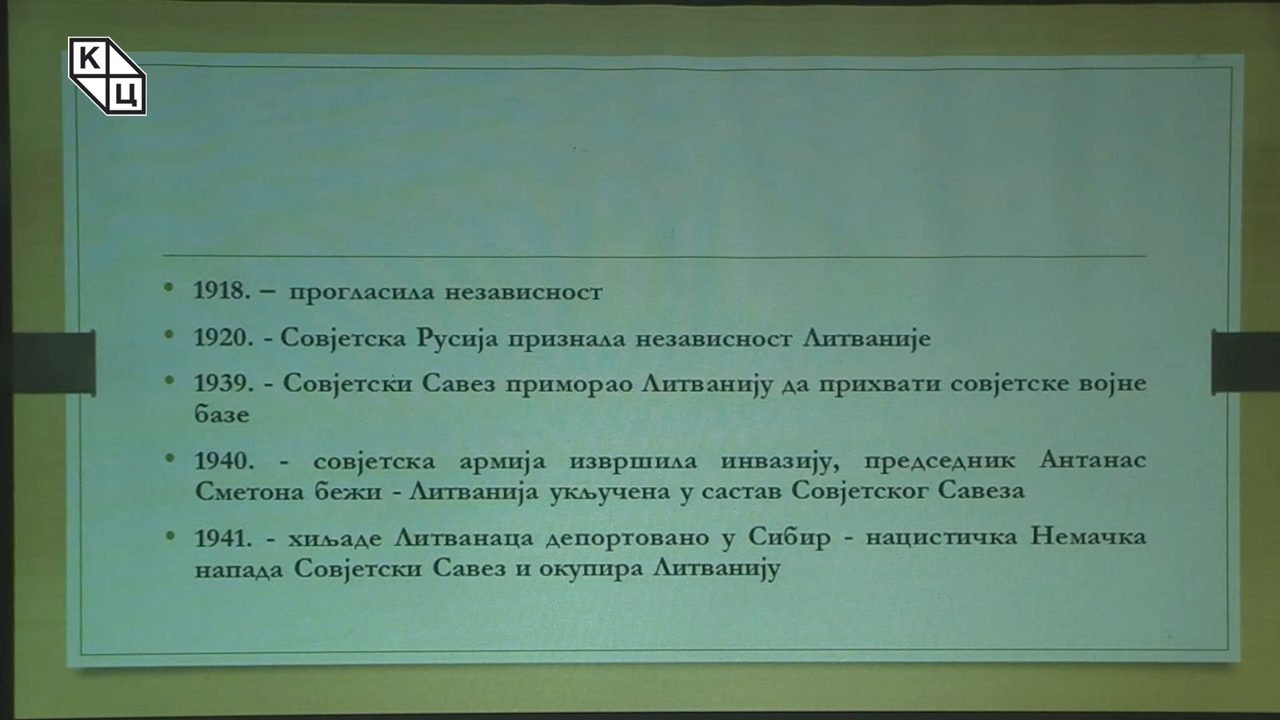 К
Ц
1918. – прогласила независност
1920. - Совјетска Русија признала независност Литваније
1939. - Совјетски Савез приморао Литванију да прихвати совјетске војне
базе
1940. - совјетска армија извршила инвазију, председник Антанас
Сметона бежи - Литванија укључена у састав Совјетског Савеза
1941. - хиљаде Литванаца депортовано у Сибир - нацистичка Немачка
напада Совјетски Савез и окупира Литванију